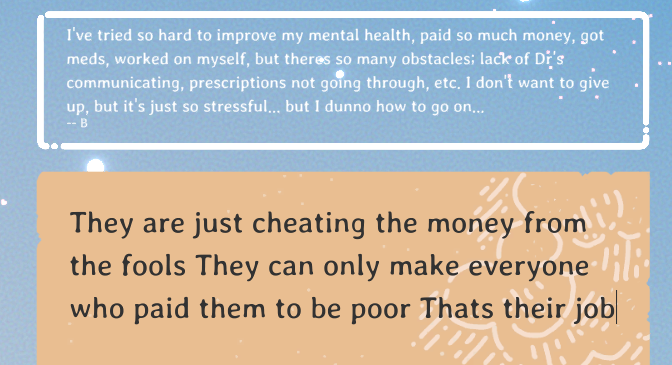 I've tried so hard to improve my mental health, paid so much money, got
meds, worked on myself, but theres so many obstacles; lack of Dr's
communicating, prescriptions not going through, etc. I don't want to give
up, but it's just so stressful... but I dunno how to go on...
-- B
They are just cheating the money from
the fools They can only make everyone
who paid them to be poor Thats their job